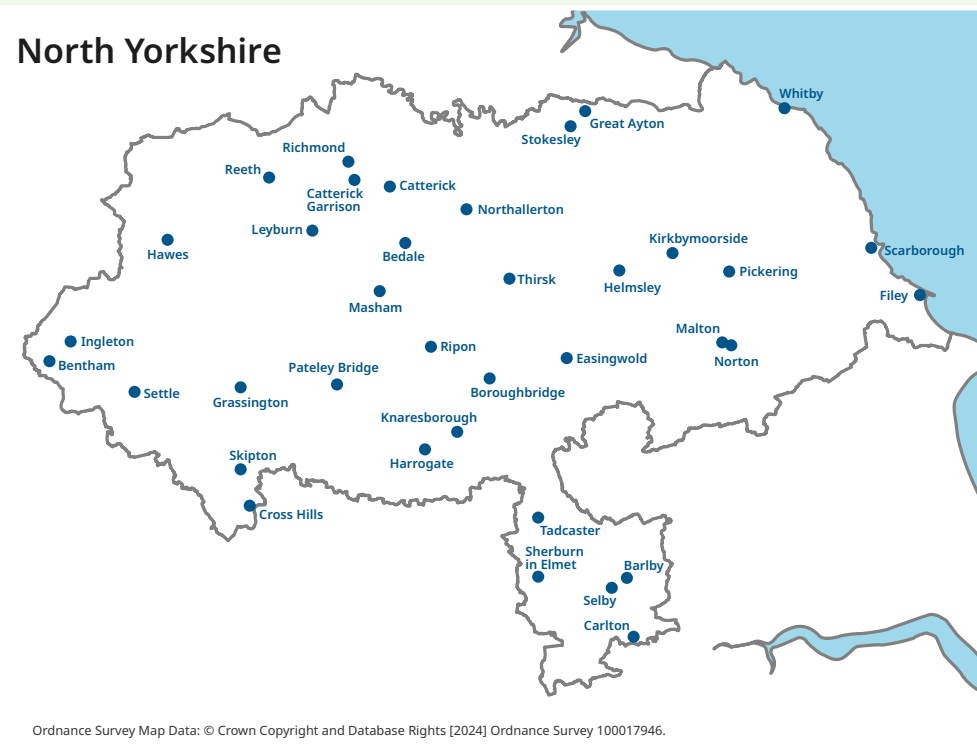 North Yorkshire
Whitby
Great Ayton
Stokesley
Richmond
Reeth
Catterick
Garrison
Catterick
Northallerton
Leyburn
Hawes
Bedale
Kirkbymoorside
Scarborough
Thirsk
Helmsley
Pickering
Filey
Masham
Malton
Norton
Ingleton
Bentham
Ripon
Easingwold
Pateley Bridge
Settle
Grassington
Boroughbridge
Knaresborough
Harrogate
Skipton
Cross Hills
Tadcaster
Sherburn
in Elmet
Barlby
Selby
Carlton
Ordnance Survey Map Data: © Crown Copyright and Database Rights [2024] Ordnance Survey 100017946.